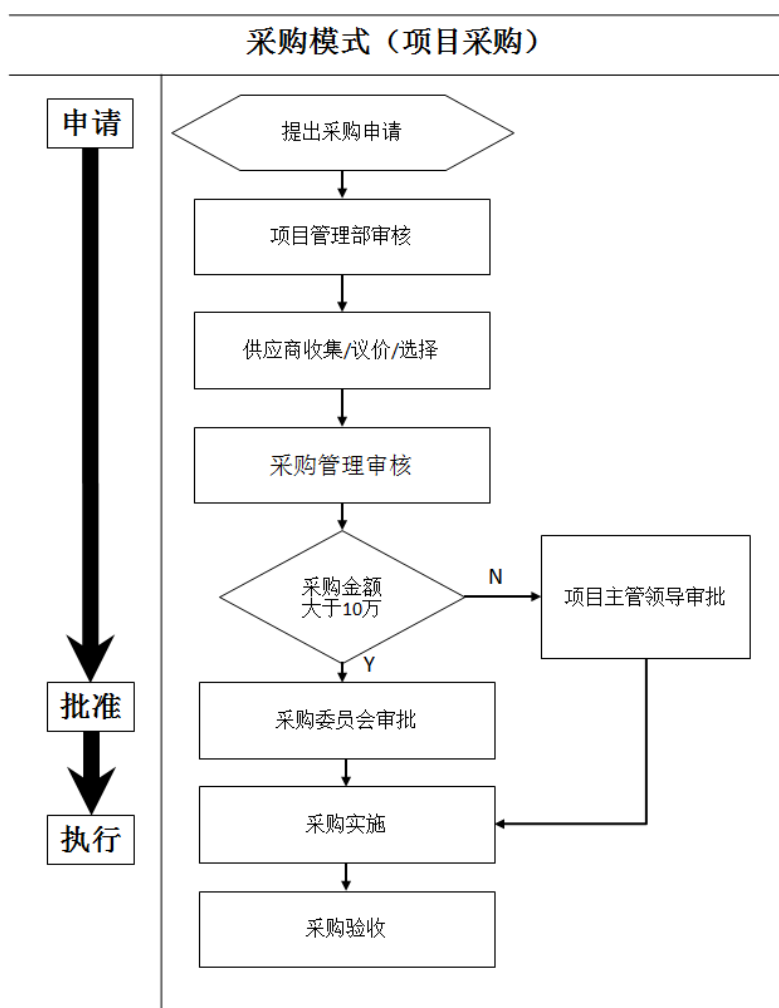 采购模式（项目采购）
申请
提出采购申请
项目管理部审核
供应商收集/议价/选择
采购管理审核
采购金额
大于10万
N
项目主管领导审批
Y
批准
采购委员会审批
采购实施
执行
采购验收